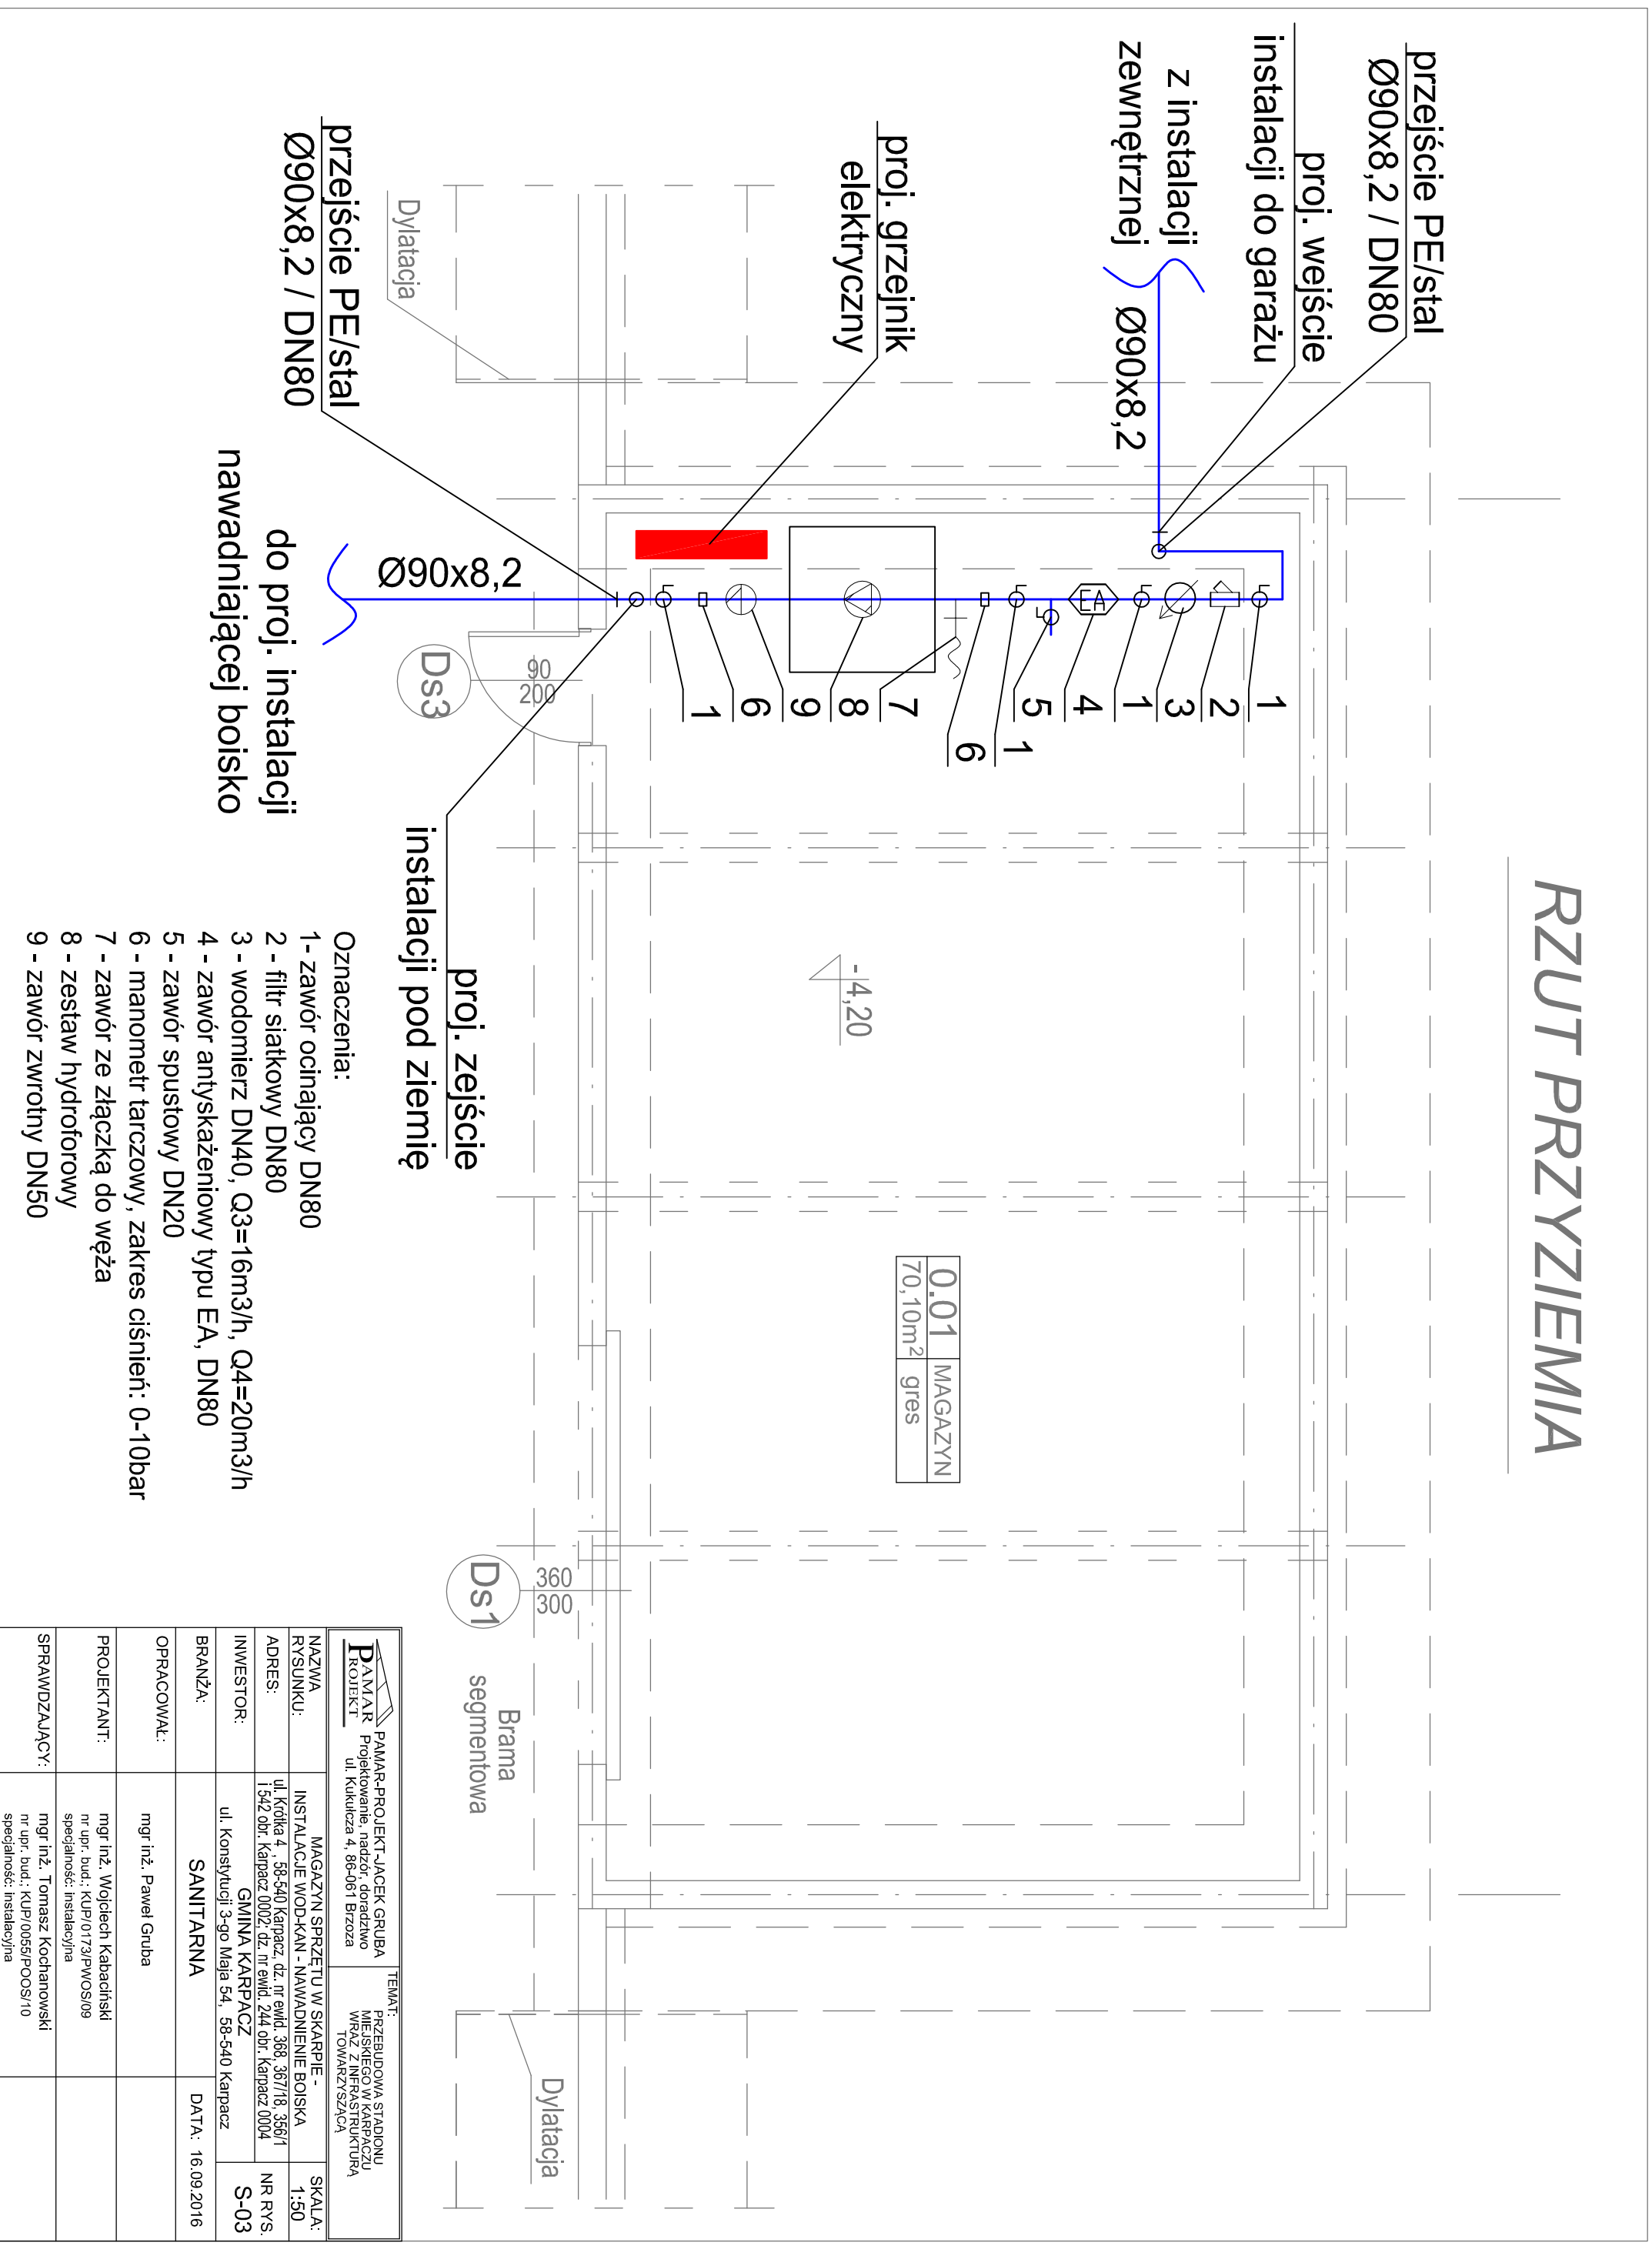 RZUT PRZYZIEMIA
przejście PE/stal
Ø90x8,2 / DN80
proj. wejście
instalacji do garażu
z instalacji
zewnętrznej
Ø90x8,2
proj. grzejnik
elektryczny
Dylatacja
przejście PE/stal
Ø90x8,2 / DN80
Ø90x8,2
do proj. instalacji
nawadniającej boisko
EA
1
2
3
1
4
5
1
6
7
8
9
6
1
90
200
Ds3
proj. zejście
instalacji pod ziemię
-4,20
0.01 MAGAZYN
70,10m² gres
360
300
Ds1
Brama
segmentowa
Dylatacja
Oznaczenia:
1- zawór ocinający DN80
2 - filtr siatkowy DN80
3 - wodomierz DN40, Q3=16m3/h, Q4=20m3/h
4 - zawór antyskażeniowy typu EA, DN80
5 - zawór spustowy DN20
6 - manometr tarczowy, zakres ciśnień: 0-10bar
7 - zawór ze złączką do węża
8 - zestaw hydroforowy
9 - zawór zwrotny DN50
PAMAR
PROJEKT
PAMAR-PROJEKT-JACEK GRUBA
Projektowanie, nadzór, doradztwo
ul. Kukułcza 4, 86-061 Brzoza
TEMAT:
PRZEBUDOWA STADIONU
MIEJSKIEGO W KARPACZU
WRAZ Z INFRASTRUKTURĄ
TOWARZYSZĄCĄ
NAZWA
RYSUNKU:
MAGAZYN SPRZĘTU W SKARPIE -
INSTALACJE WOD-KAN - NAWADNIENIE BOISKA
SKALA:
1:50
ADRES:
ul. Krótka 4 , 58-540 Karpacz, dz. nr ewid. 368, 367/18, 356/1
i 542 obr. Karpacz 0002; dz. nr ewid. 244 obr. Karpacz 0004
NR RYS.
S-03
INWESTOR:
GMINA KARPACZ
ul. Konstytucji 3-go Maja 54, 58-540 Karpacz
BRANŻA:
SANITARNA
DATA: 16.09.2016
OPRACOWAŁ:
mgr inż. Paweł Gruba
PROJEKTANT:
mgr inż. Wojciech Kabaciński
nr upr. bud.: KUP/0173/PWOS/09
specjalność: instalacyjna
SPRAWDZAJĄCY:
mgr inż. Tomasz Kochanowski
nr upr. bud.: KUP/0055/POOS/10
specjalność: instalacyjna